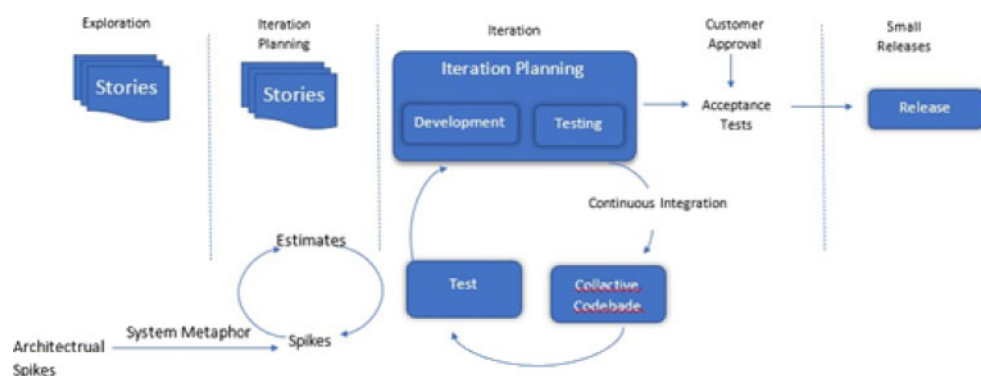 Exploration
Iteration
Planning
Iteration
Customer
Approval
Small
Releases
Stories
Stories
Iteration Planning
Development
Testing
Acceptance
Tests
Release
Continuous Integration
Estimates
Test
Collactive
Codebade
System Metaphor
Spikes
Architectrual
Spikes